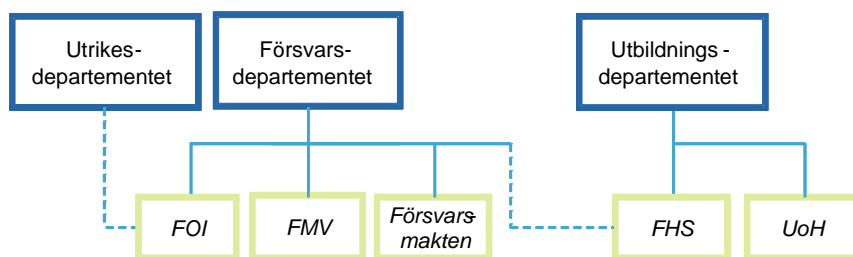 Utrikes-
departementet
Försvars-
departementet
Utbildnings -
departementet
FOI
FMV
Försvars-
makten
FHS
UoH